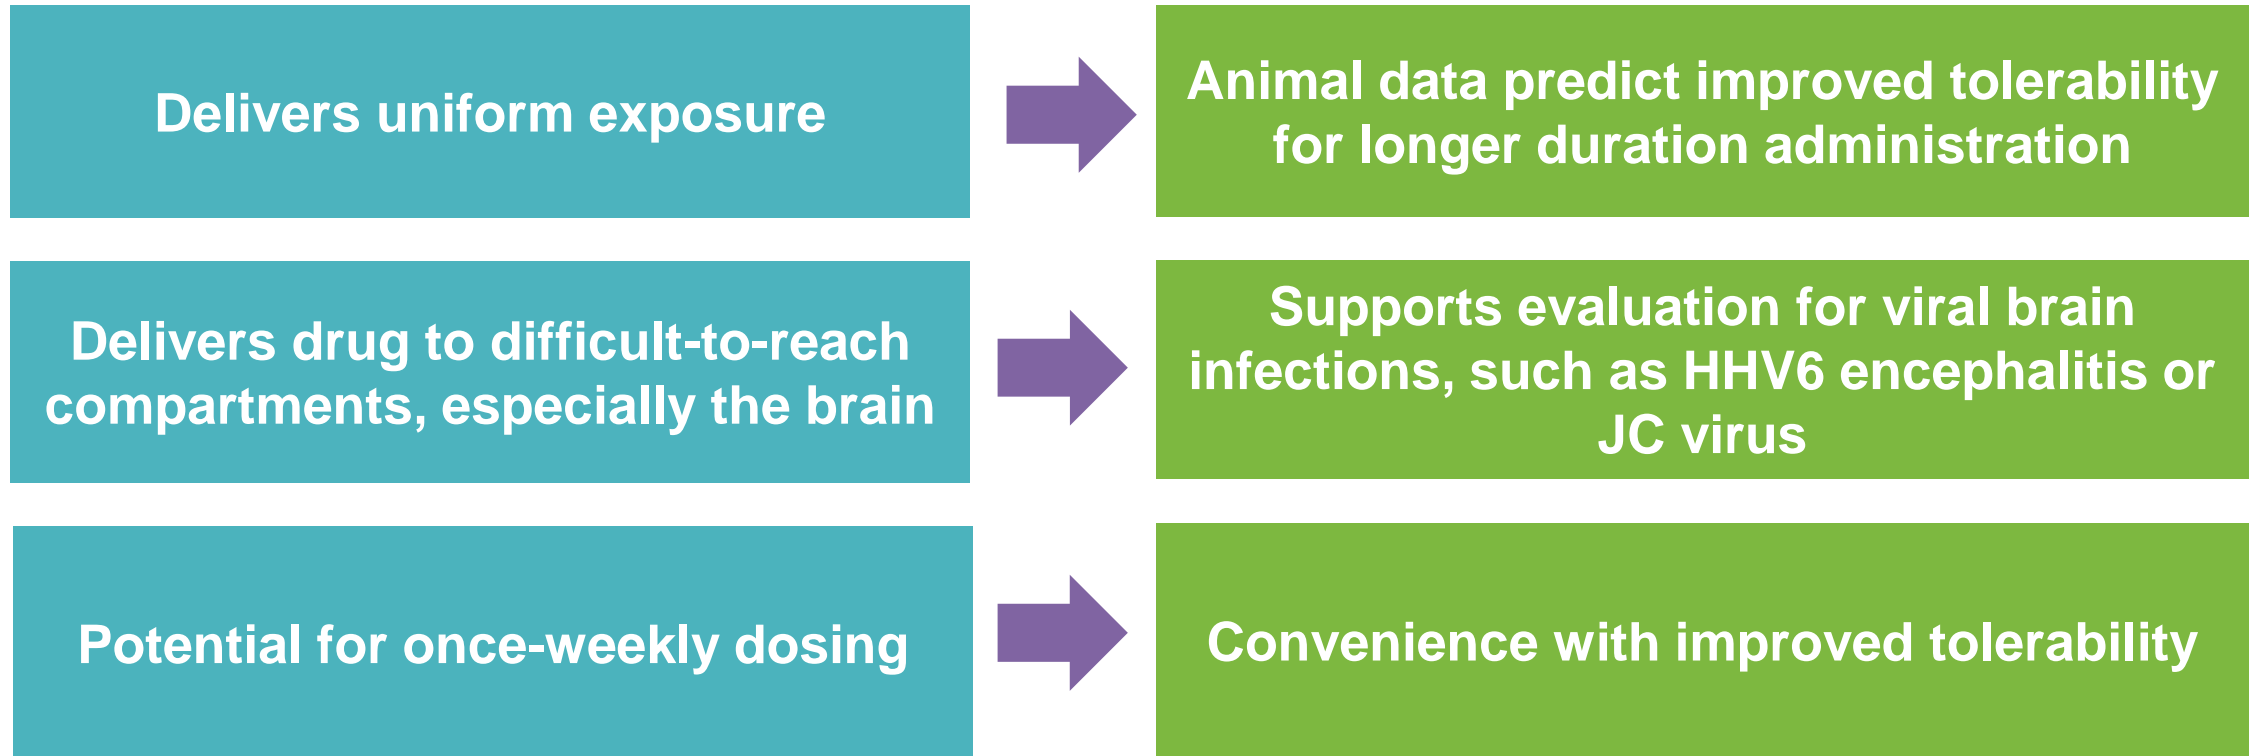 Delivers uniform exposure
Animal data predict improved tolerability
for longer duration administration
Delivers drug to difficult-to-reach
compartments, especially the brain
Supports evaluation for viral brain
infections, such as HHV6 encephalitis or
JC virus
Potential for once-weekly dosing
Convenience with improved tolerability